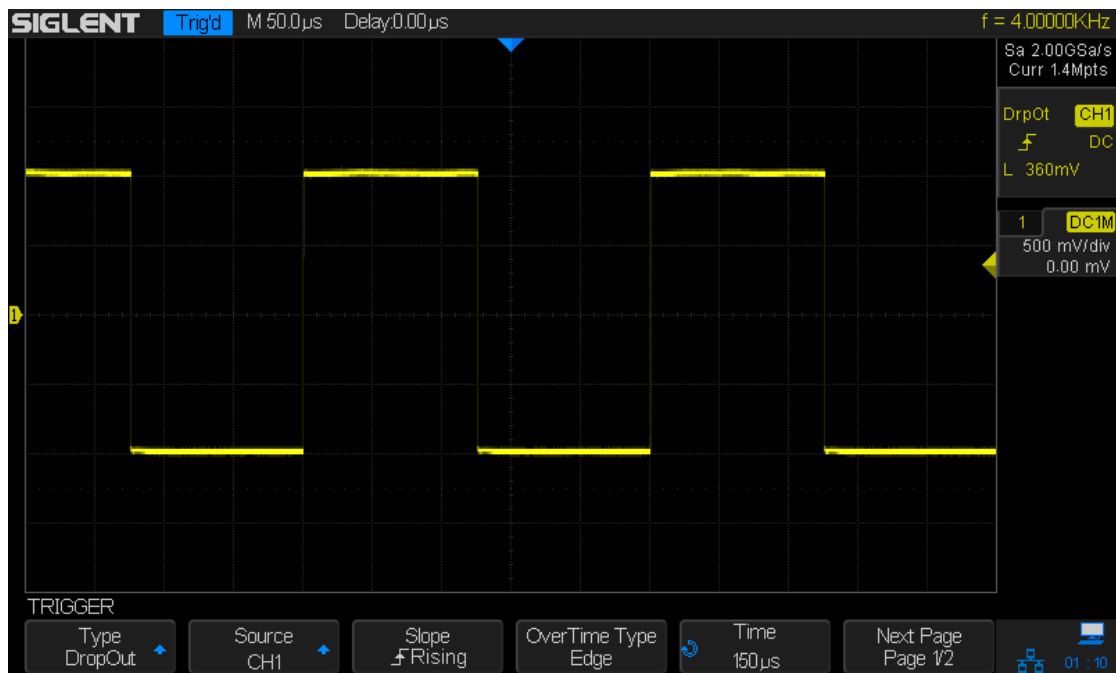 SIGLENT Trig'd M 50.0µs Delay:0.00µs f = 4.00000KHz
Sa 2.00GSa/s
Curr 1.4Mpts
DrpOt CH1
DC
L 360mV
1 DC1M
500 mV/div
0.00 mV
1
TRIGGER
Type
DropOut
Source
CH1
Slope
Rising
OverTime Type
Edge
Time
150µs
Next Page
Page 1/2
01 : 10